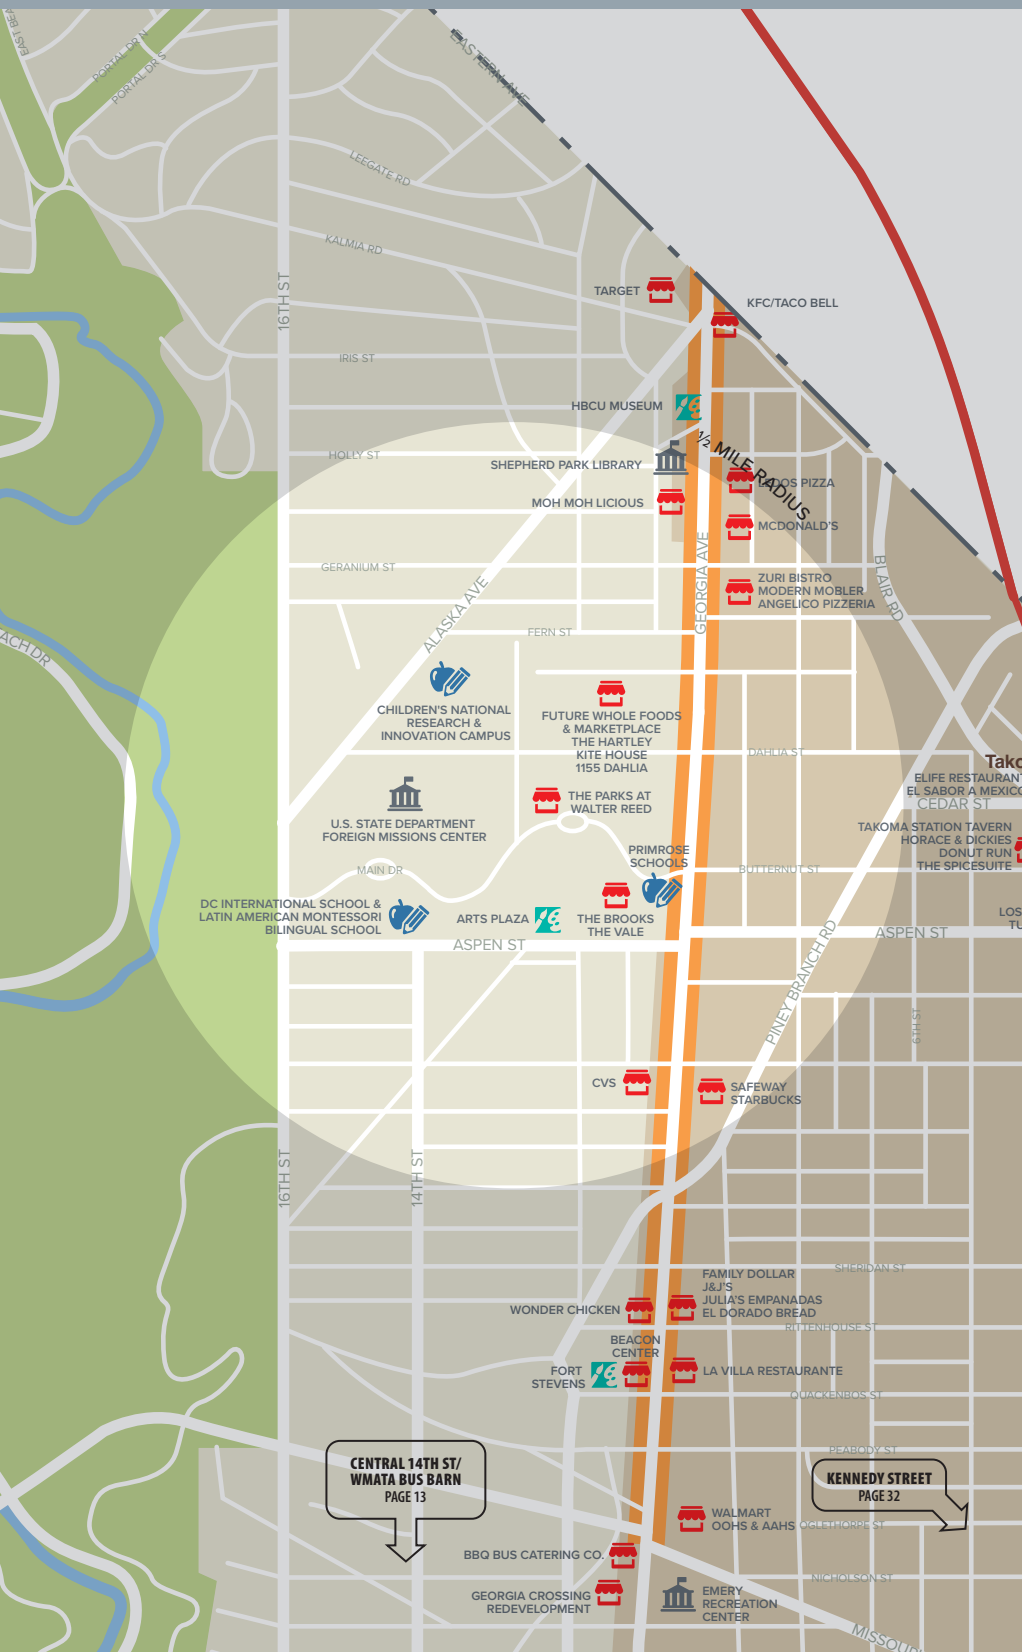 EASTERN AVE
PORTAL DR N
PORTAL DR S
LEEGATE RD
KALMIA RD
16TH ST
TARGET
KFC/TACO BELL
IRIS ST
HBCU MUSEUM
½ MILE RADIUS
HOLLY ST
SHEPHERD PARK LIBRARY
MOH MOH LICIOUS
MCDONALD'S
GERANIUM ST
ALASKA AVE
GEORGIA AVE
BLAIR RD
ZURI BISTRO
MODERN MOBLER
ANGELICO PIZZERIA
FERN ST
CHILDREN'S NATIONAL
RESEARCH &
INNOVATION CAMPUS
FUTURE WHOLE FOODS
& MARKETPLACE
THE HARTLEY
KITE HOUSE
1155 DAHLIA
DAHLIA ST
ELIFE RESTAURANT
EL SABOR A MEXICO
CEDAR ST
THE PARKS AT
WALTER REED
U.S. STATE DEPARTMENT
FOREIGN MISSIONS CENTER
TAKOMA STATION TAVERN
HORACE & DICKIES
DONUT RUN
THE SPICESUITE
PRIMROSE
SCHOOLS
MAIN DR
BUTTERNUT ST
DC INTERNATIONAL SCHOOL &
LATIN AMERICAN MONTESSORI
BILINGUAL SCHOOL
ARTS PLAZA
THE BROOKS
THE VALE
ASPEN ST
ASPEN ST
PINEY BRANCH RD
6TH ST
CVS
SAFEWAY
STARBUCKS
16TH ST
14TH ST
SHERIDAN ST
FAMILY DOLLAR
J&J'S
JULIA'S EMPANADAS
EL DORADO BREAD
WONDER CHICKEN
RITTENHOUSE ST
BEACON
CENTER
FORT
STEVENS
LA VILLA RESTAURANTE
QUACKENBOS ST
PEABODY ST
CENTRAL 14TH ST/
WMATA BUS BARN
PAGE 13
KENNEDY STREET
PAGE 32
WALMART
OOHS & AAHS
OGLETHORPE ST
BBQ BUS CATERING CO.
NICHOLSON ST
GEORGIA CROSSING
REDEVELOPMENT
EMERY
RECREATION
CENTER